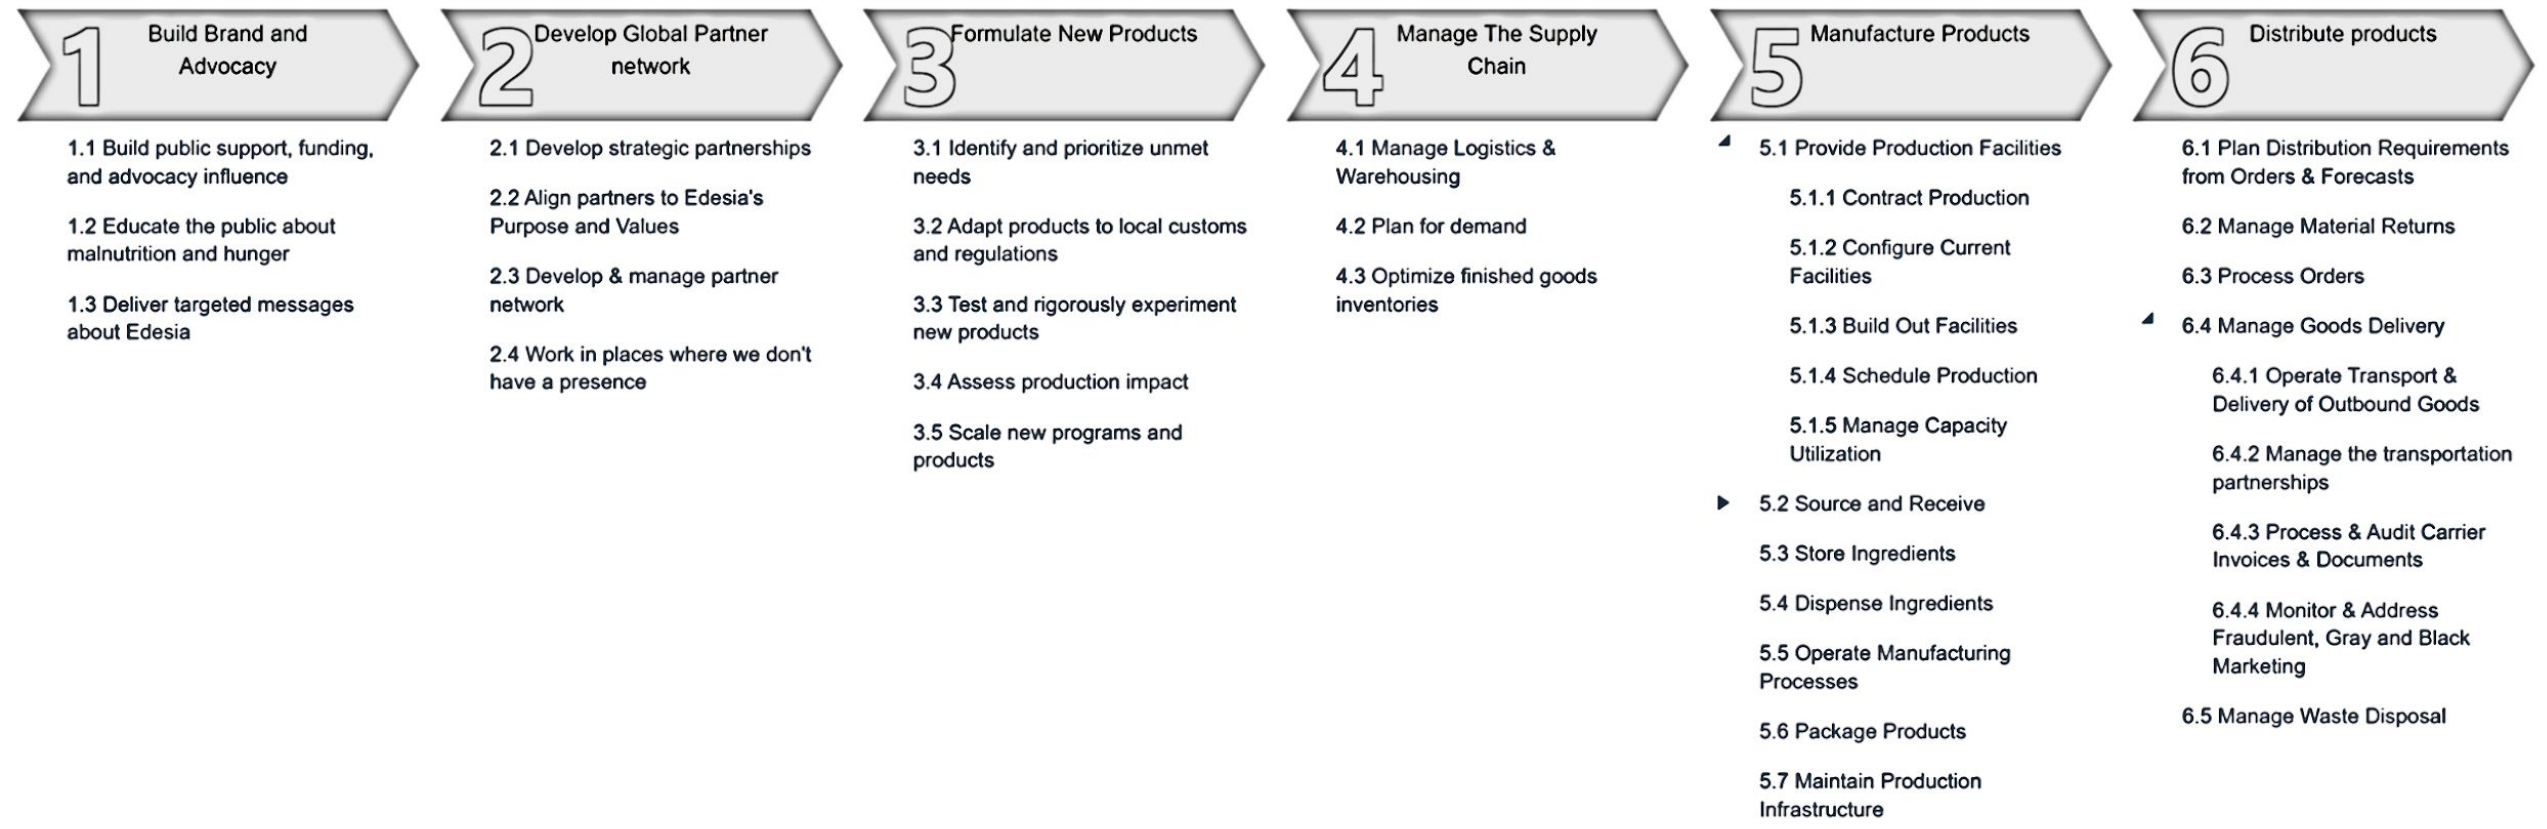 1
Build Brand and
Advocacy
1.1 Build public support, funding,
and advocacy influence
1.2 Educate the public about
malnutrition and hunger
1.3 Deliver targeted messages
about Edesia
2
Develop Global Partner
network
2.1 Develop strategic partnerships
2.2 Align partners to Edesia's
Purpose and Values
2.3 Develop & manage partner
network
2.4 Work in places where we don't
have a presence
3
Formulate New Products
3.1 Identify and prioritize unmet
needs
3.2 Adapt products to local customs
and regulations
3.3 Test and rigorously experiment
new products
3.4 Assess production impact
3.5 Scale new programs and
products
4
Manage The Supply
Chain
4.1 Manage Logistics &
Warehousing
4.2 Plan for demand
4.3 Optimize finished goods
inventories
5
Manufacture Products
5.1 Provide Production Facilities
5.1.1 Contract Production
5.1.2 Configure Current
Facilities
5.1.3 Build Out Facilities
5.1.4 Schedule Production
5.1.5 Manage Capacity
Utilization
5.2 Source and Receive
5.3 Store Ingredients
5.4 Dispense Ingredients
5.5 Operate Manufacturing
Processes
5.6 Package Products
5.7 Maintain Production
Infrastructure
6
Distribute products
6.1 Plan Distribution Requirements
from Orders & Forecasts
6.2 Manage Material Returns
6.3 Process Orders
6.4 Manage Goods Delivery
6.4.1 Operate Transport &
Delivery of Outbound Goods
6.4.2 Manage the transportation
partnerships
6.4.3 Process & Audit Carrier
Invoices & Documents
6.4.4 Monitor & Address
Fraudulent, Gray and Black
Marketing
6.5 Manage Waste Disposal